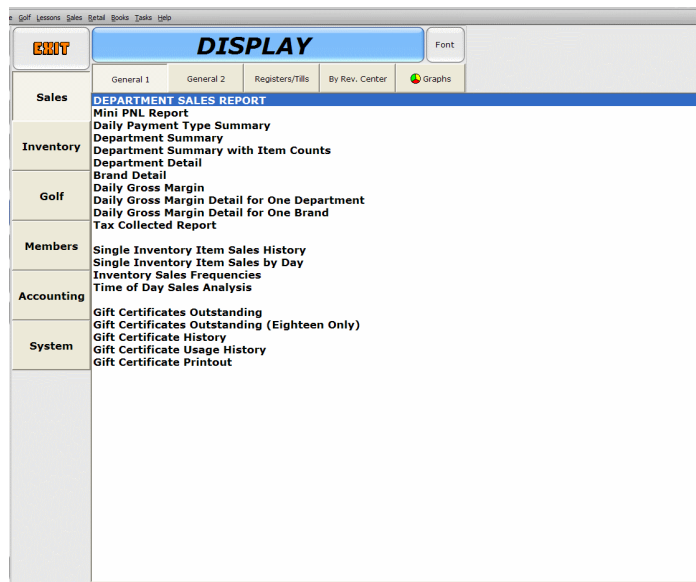 e Golf Lessons Sales Retail Books Tasks Help
EXIT
DISPLAY
Font
General 1
General 2
Registers/Tills
By Rev. Center
Graphs
Sales
Inventory
Golf
Members
Accounting
System
DEPARTMENT SALES REPORT
Mini PNL Report
Daily Payment Type Summary
Department Summary
Department Summary with Item Counts
Department Detail
Brand Detail
Daily Gross Margin
Daily Gross Margin Detail for One Department
Daily Gross Margin Detail for One Brand
Tax Collected Report
Single Inventory Item Sales History
Single Inventory Item Sales by Day
Inventory Sales Frequencies
Time of Day Sales Analysis
Gift Certificates Outstanding
Gift Certificates Outstanding (Eighteen Only)
Gift Certificate History
Gift Certificate Usage History
Gift Certificate Printout